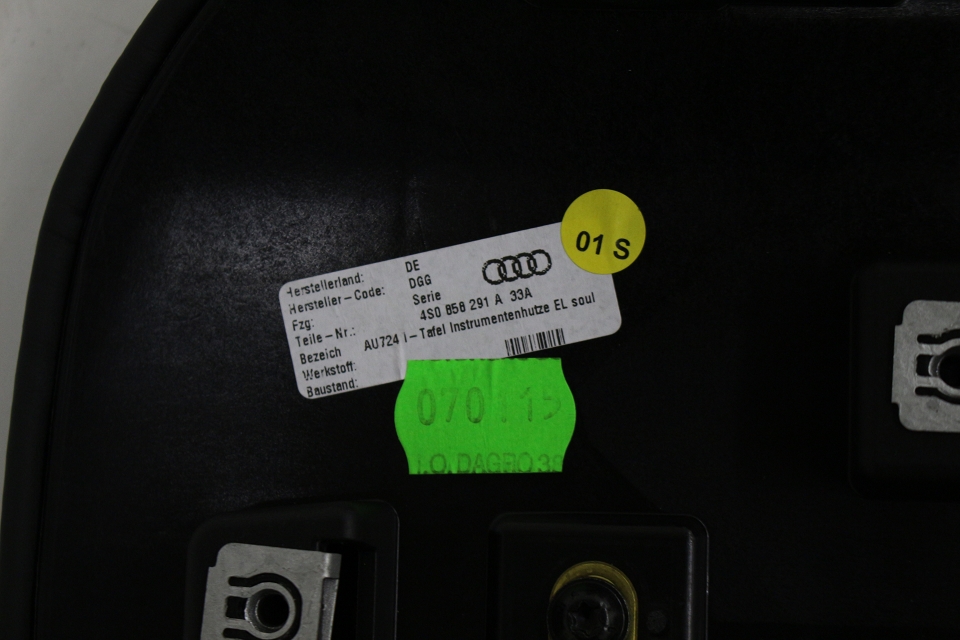 01 S
Herstellerland: DE
Hersteller-Code: DGG
Fzg: Serie
Teile-Nr.: 4S0 858 291 A 33A
Bezeich AU724 I-Tafel Instrumentenhutze EL soul
Werkstoff:
Baustand:
070